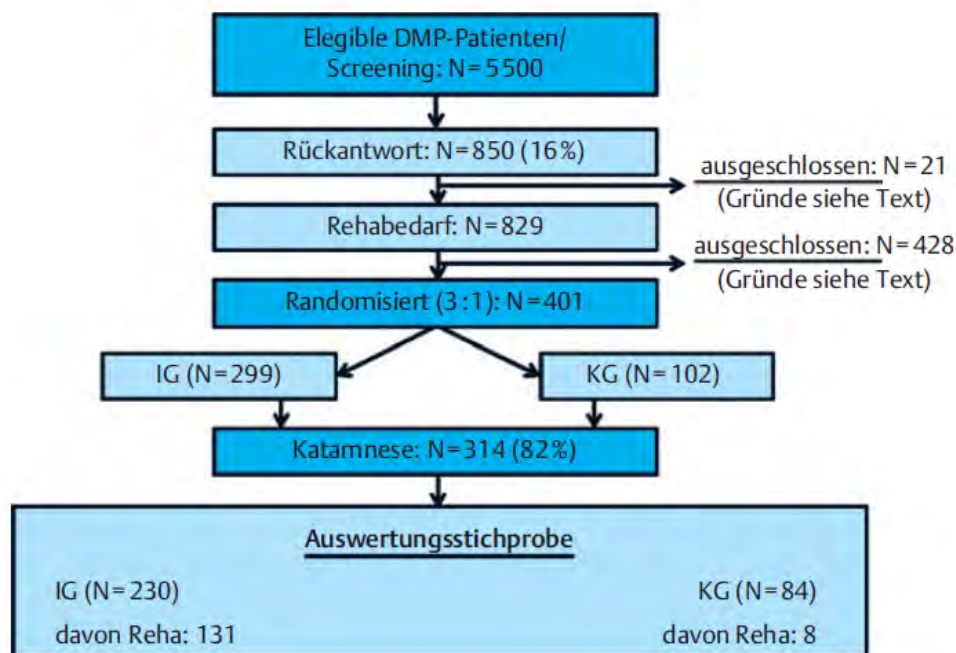 Elegible DMP-Patienten/
Screening: N=5500
Rückantwort: N=850 (16%)
ausgeschlossen: N=21
(Gründe siehe Text)
Rehabedarf: N=829
ausgeschlossen: N=428
(Gründe siehe Text)
Randomisiert (3:1): N=401
IG (N=299)
KG (N=102)
Katamnese: N=314 (82%)
Auswertungsstichprobe
IG (N=230)
KG (N=84)
davon Reha: 131
davon Reha: 8